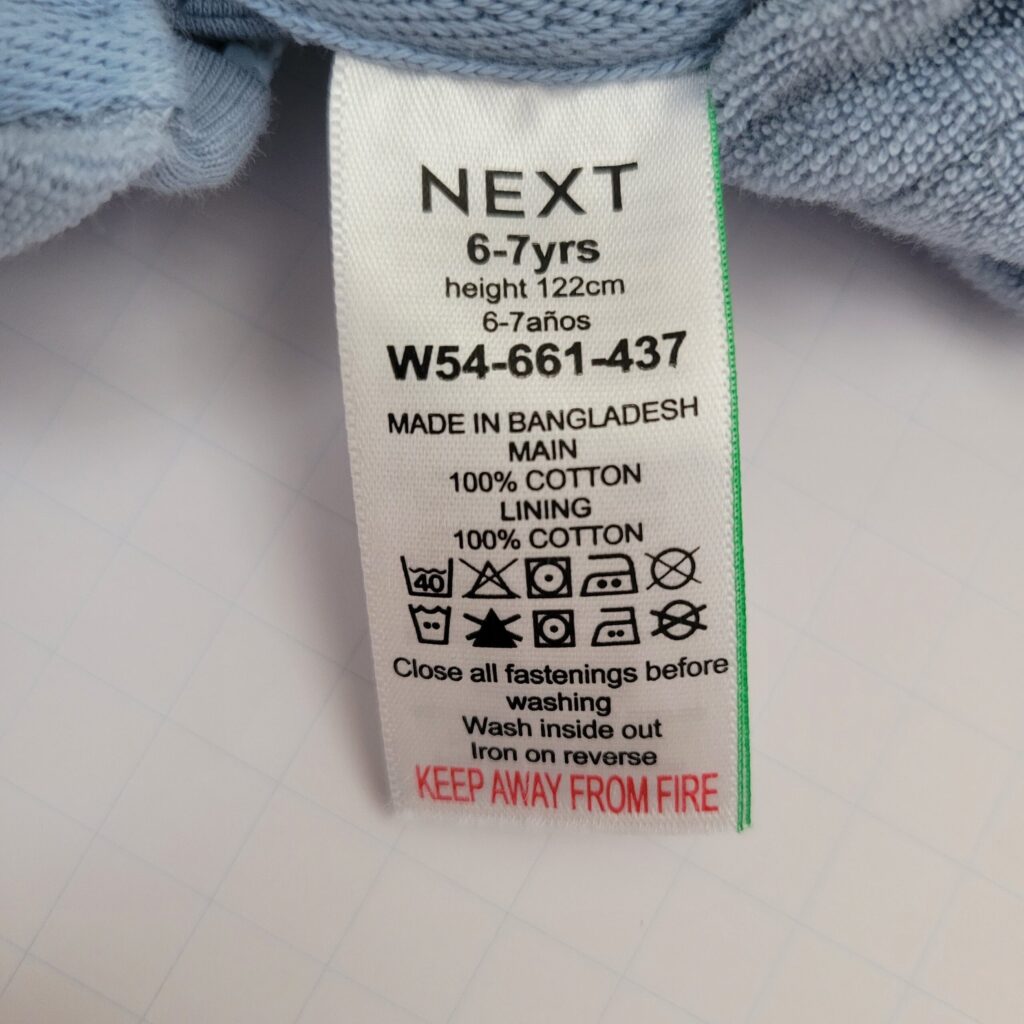 NEXT
6-7yrs
height 122cm
6-7años
W54-661-437
MADE IN BANGLADESH
MAIN
100% COTTON
LINING
100% COTTON
40
Close all fastenings before
washing
Wash inside out
Iron on reverse
KEEP AWAY FROM FIRE